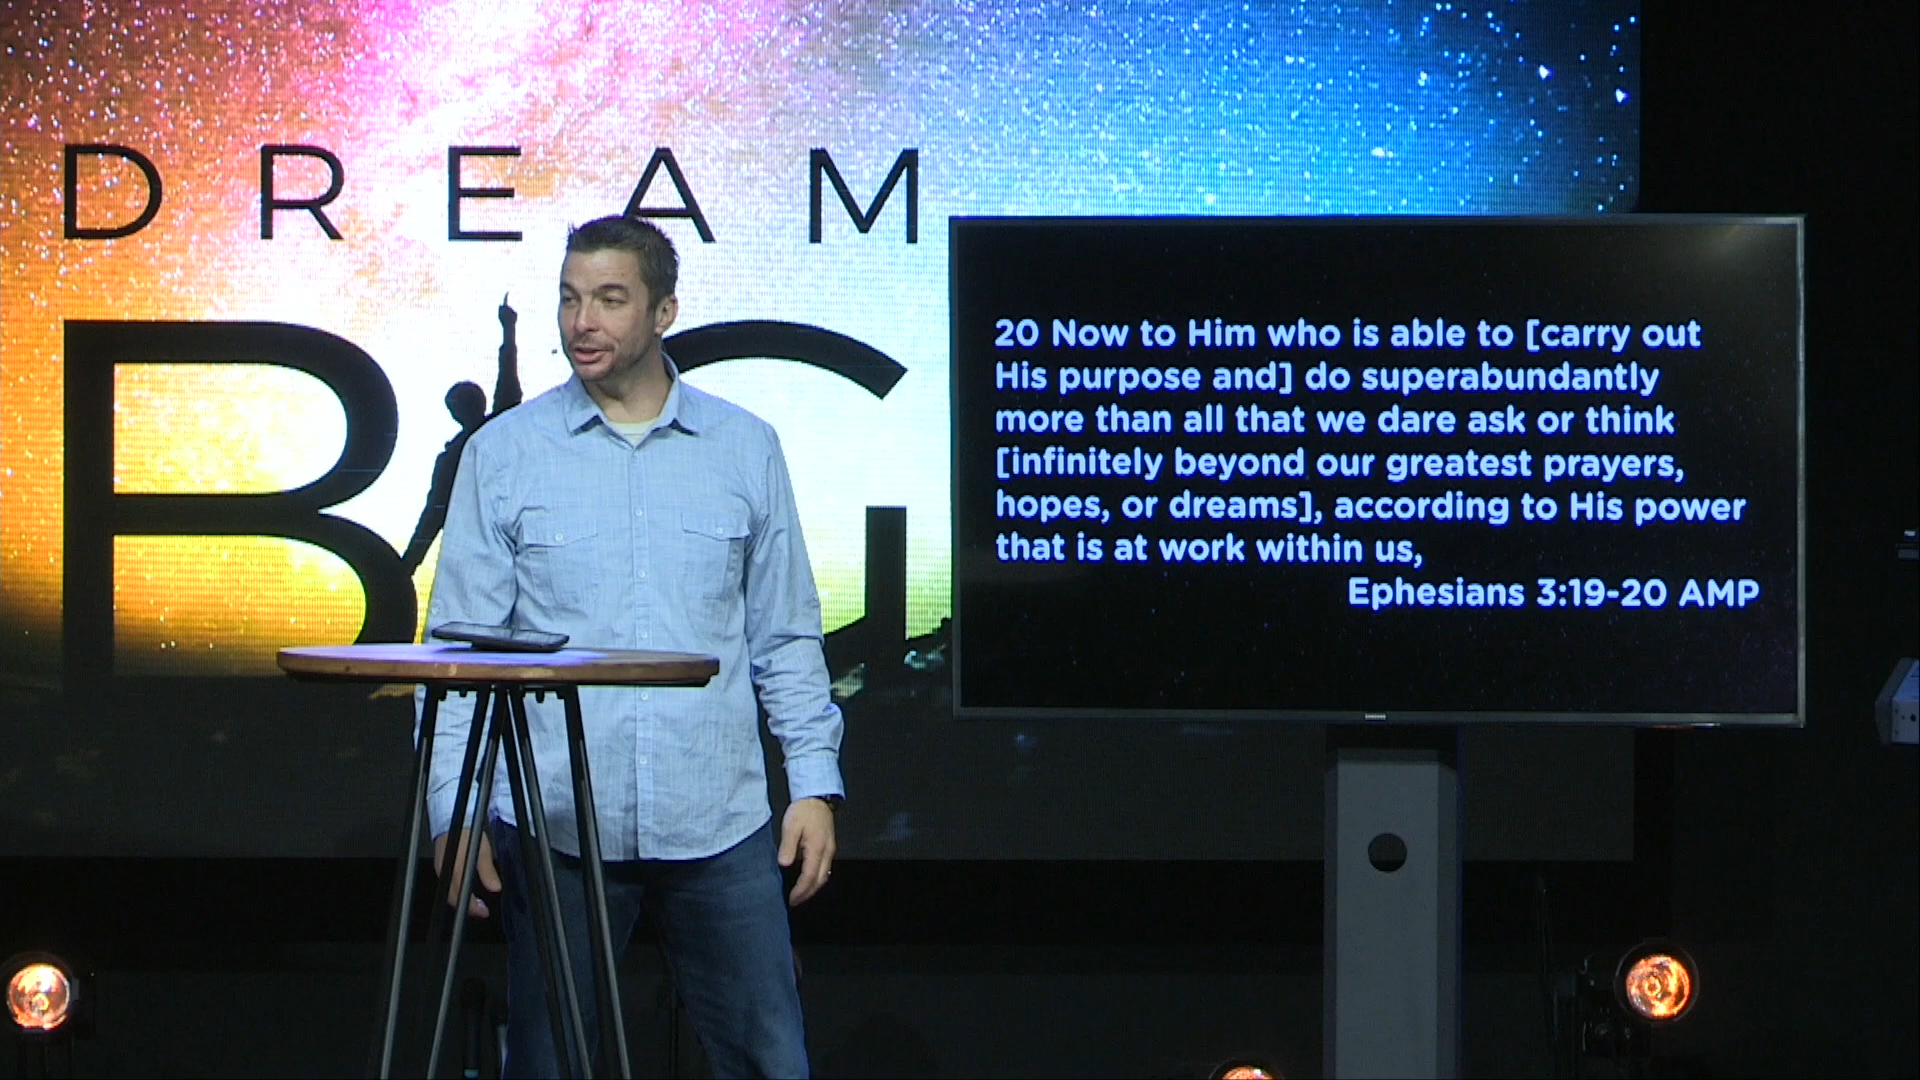 DREAM
BIG
20 Now to Him who is able to [carry out
His purpose and] do superabundantly
more than all that we dare ask or think
[infinitely beyond our greatest prayers,
hopes, or dreams], according to His power
that is at work within us,
Ephesians 3:19-20 AMP